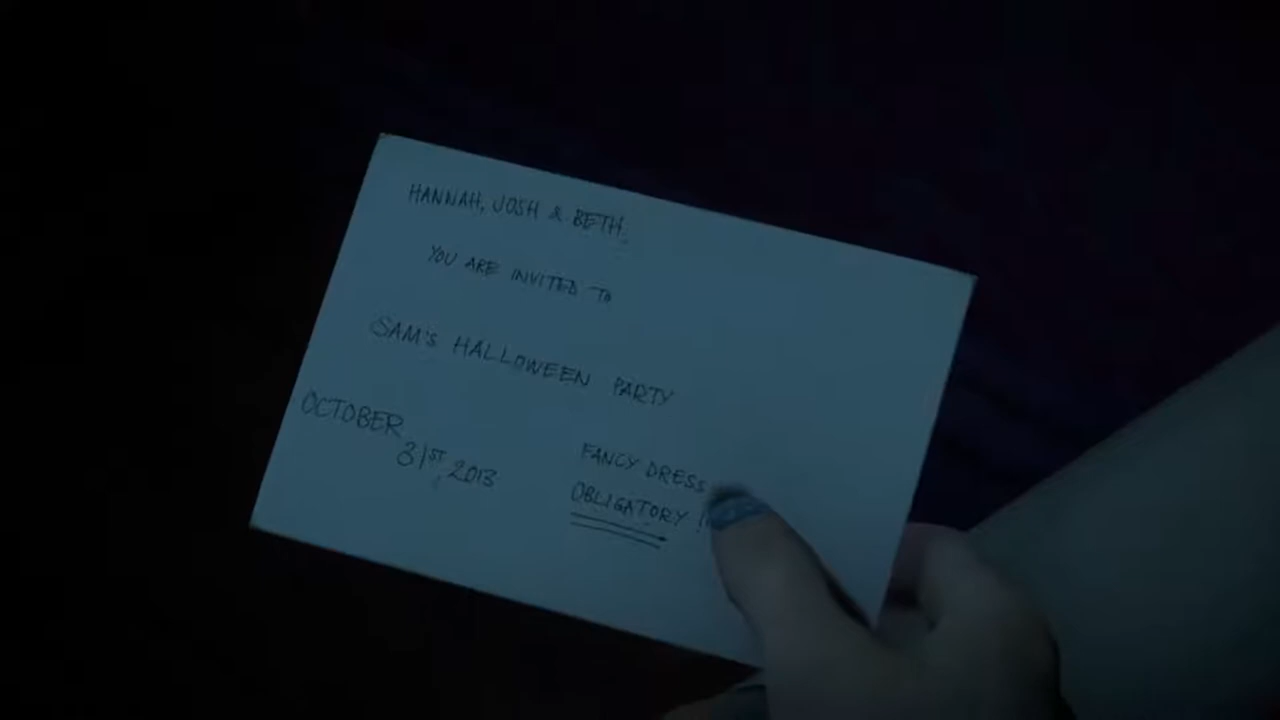 HANNAH, JOSH & BETH,
YOU ARE INVITED TO
SAM's HALLOWEEN PARTY
OCTOBER
31ST, 2013
FANCY DRESS
OBLIGATORY !